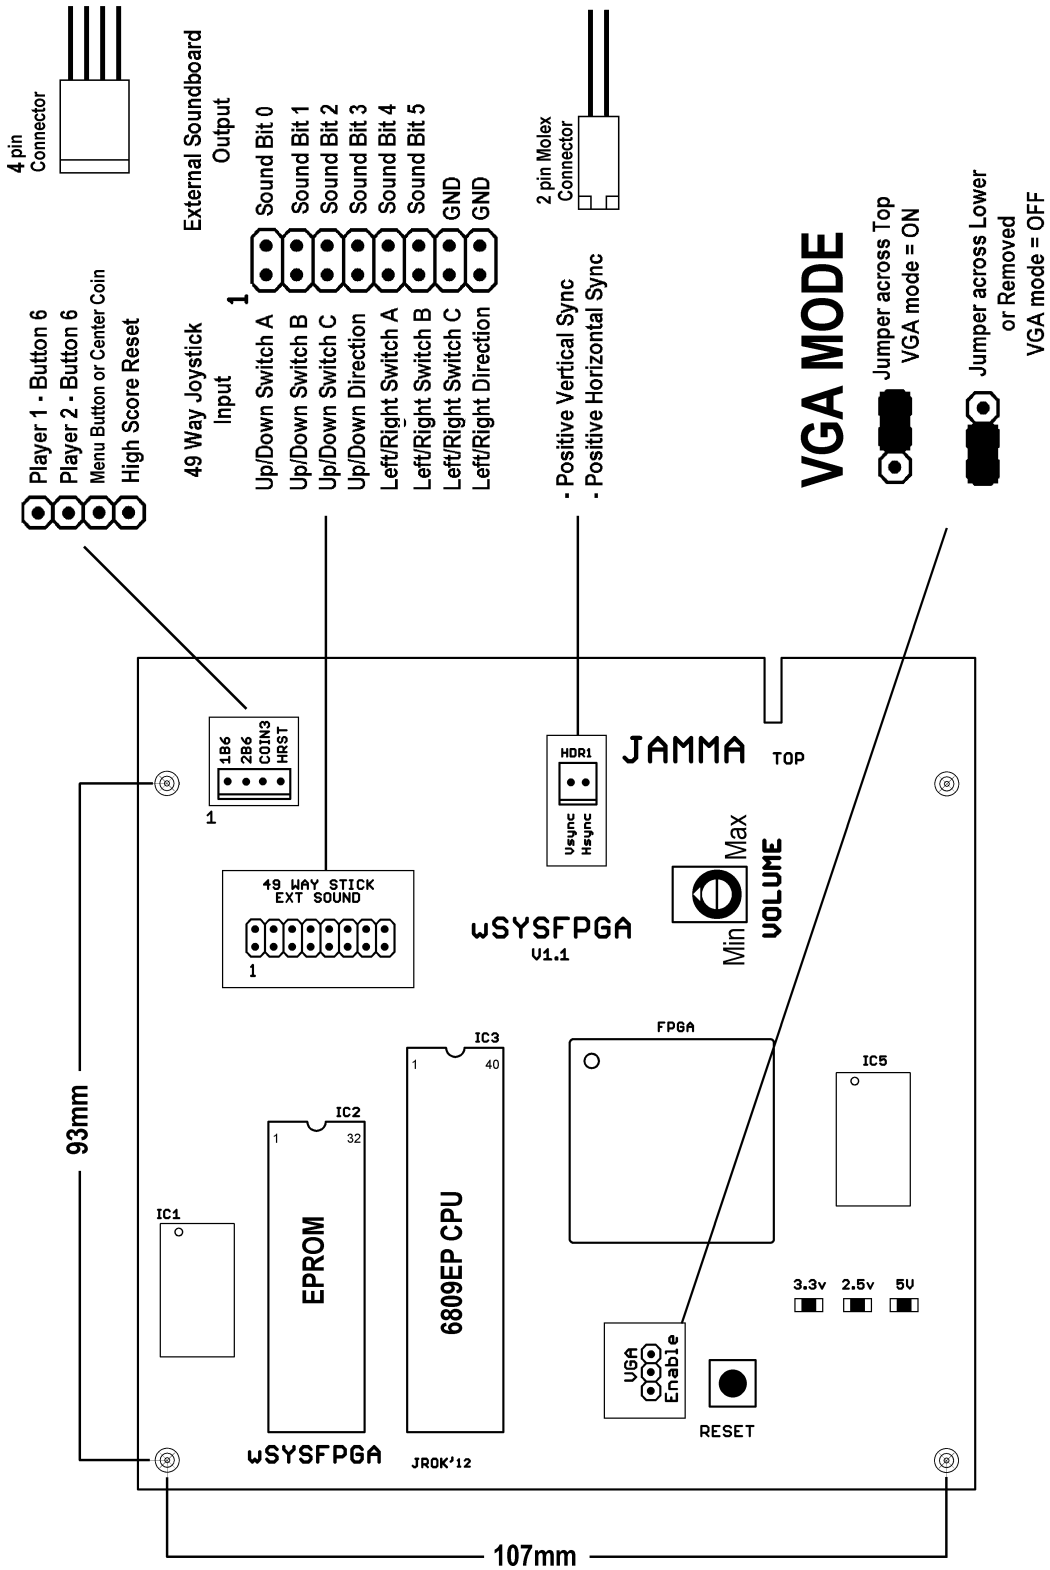 4 pin
Connector
Player 1 - Button 6
Player 2 - Button 6
Menu Button or Center Coin
High Score Reset
External Soundboard
Output
Sound Bit 0
Sound Bit 1
Sound Bit 2
Sound Bit 3
Sound Bit 4
Sound Bit 5
GND
GND
1
49 Way Joystick
Input
Up/Down Switch A
Up/Down Switch B
Up/Down Switch C
Up/Down Direction
Left/Right Switch A
Left/Right Switch B
Left/Right Switch C
Left/Right Direction
2 pin Molex
Connector
- Positive Vertical Sync
- Positive Horizontal Sync
VGA MODE
Jumper across Top
VGA mode = ON
Jumper across Lower
or Removed
VGA mode = OFF
1B6
2B6
COIN3
HRST
1
HDR1
Vsync
Hsync
JAMMA
TOP
49 WAY STICK
EXT SOUND
1
wSYSFPGA
V1.1
Min
Max
VOLUME
FPGA
IC5
IC3
1
40
6809EP CPU
IC2
1
32
EPROM
IC1
3.3v
2.5v
5V
VGA
Enable
RESET
wSYSFPGA
JROK'12
93mm
107mm